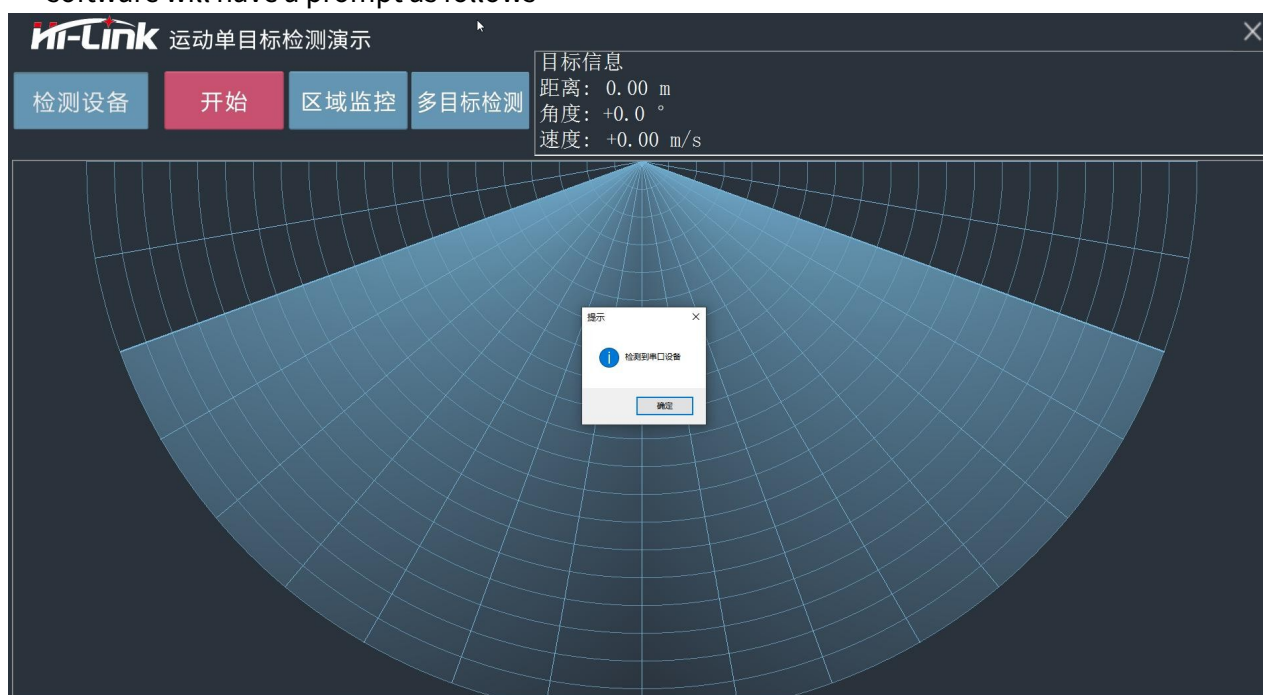 software will have a prompt as follows
Hi-Link 运动单目标检测演示
检测设备
开始
区域监控
多目标检测
目标信息
距离: 0.00 m
角度: +0.0 °
速度: +0.00 m/s
提示
检测到串口设备
确定